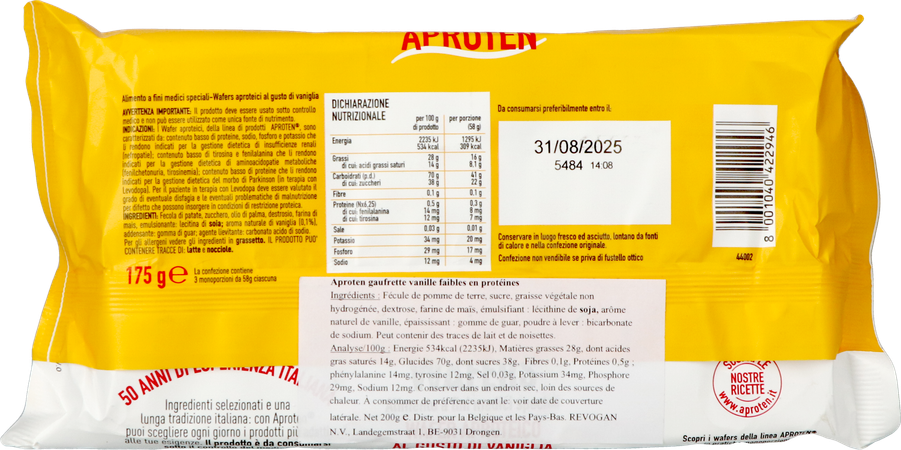 APROTEN
Alimento a fini medici speciali-Wafers aproteici al gusto di vaniglia
AVVERTENZA IMPORTANTE: Il prodotto deve essere usato sotto controllo
medico e non può essere utilizzato come unica fonte di nutrimento.
INDICAZIONI: I Wafer aproteici, della linea di prodotti APROTEN®, sono
caratterizzati da: contenuto basso di proteine, sodio, fosforo e potassio che
li rendono indicati per la gestione dietetica di insufficienze renali
(nefropatie); contenuto basso di tirosina e fenilalanina che li rendono
indicati per la gestione dietetica di aminoacidopatie metaboliche
(fenilchetonuria, tirosinemia); contenuto basso di proteine che li rendono
indicati per la gestione dietetica del morbo di Parkinson (in terapia con
Levodopa). Per il paziente in terapia con Levodopa deve essere valutato il
grado di eventuale disfagia e le eventuali problematiche di malnutrizione
per difetto che possono insorgere in condizioni di restrizione proteica.
INGREDIENTI: Fecola di patate, zucchero, olio di palma, destrosio, farina di
mais, emulsionante: lecitina di soia; aroma naturale di vaniglia (0,1%),
addensante: gomma di guar; agente lievitante: carbonato acido di sodio.
Per gli allergeni vedere gli ingredienti in grassetto. IL PRODOTTO PUO'
CONTENERE TRACCE DI: latte e nocciole.
175 g e La confezione contiene
3 monoporzioni da 58g ciascuna
DICHIARAZIONE
NUTRIZIONALE
per 100 g di prodotto per porzione (58 g)
Energia 2235 kJ 1295 kJ
534 kcal 309 kcal
Grassi 28 g 16 g
di cui: acidi grassi saturi 14 g 8,1 g
Carboidrati (p.d.) 70 g 41 g
di cui: zuccheri 38 g 22 g
Fibre 0,1 g 0,1 g
Proteine (Nx6,25) 0,5 g 0,3 g
di cui: fenilalanina 14 mg 8 mg
di cui: tirosina 12 mg 7 mg
Sale 0,03 g 0,01 g
Potassio 34 mg 20 mg
Fosforo 29 mg 17 mg
Sodio 12 mg 4 mg
Da consumarsi preferibilmente entro il:
31/08/2025
5484 14:08
Conservare in luogo fresco ed asciutto, lontano da fonti
di calore e nella confezione originale.
Confezione non vendibile se priva di fustello ottico
8 001040 422946
44002
Aproten gaufrette vanille faibles en protéines
Ingrédients : Fécule de pomme de terre, sucre, graisse végétale non
hydrogénée, dextrose, farine de maïs, émulsifiant : lécithine de soja, arôme
naturel de vanille, épaississant : gomme de guar, poudre à lever : bicarbonate
de sodium. Peut contenir des traces de lait et de noisettes.
Analyse/100g : Energie 534kcal (2235kJ), Matières grasses 28g, dont acides
gras saturés 14g, Glucides 70g, dont sucres 38g, Fibres 0,1g, Protéines 0,5g ;
phénylalanine 14mg, tyrosine 12mg, Sel 0,03g, Potassium 34mg, Phosphore
29mg, Sodium 12mg. Conserver dans un endroit sec, loin des sources de
chaleur. À consommer de préférence avant le: voir date de couverture
latérale. Net 200g e. Distr. pour la Belgique et les Pays-Bas. REVOGAN
N.V., Landegemstraat 1, BE-9031 Drongen.
50 ANNI DI ESPERIENZA ITA
Ingredienti selezionati e una
lunga tradizione italiana: con Aprot
puoi scegliere ogni giorno i prodotti pi
alle tue esigenze. Il prodotto è da consumarsi
AL GUSTO DI VANIGLIA
NOSTRE
RICETTE
www.aproten.it
Scopri i wafers della linea APROTEN®